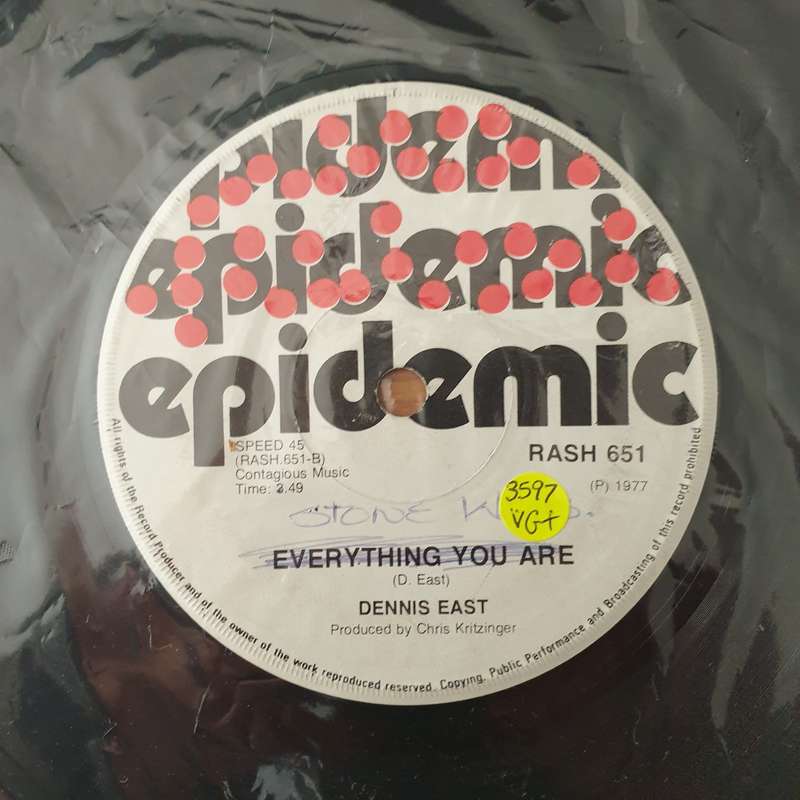 epidemic
epidemic
epidemic
SPEED 45
(RASH.651-B)
Contagious Music
Time: 3.49
RASH 651
(P) 1977
3597
VG+
STONE
EVERYTHING YOU ARE
(D. East)
DENNIS EAST
Produced by Chris Kritzinger
All rights of the Record Producer and of the owner of the work reproduced reserved. Copying, Public Performance and Broadcasting of this record prohibited